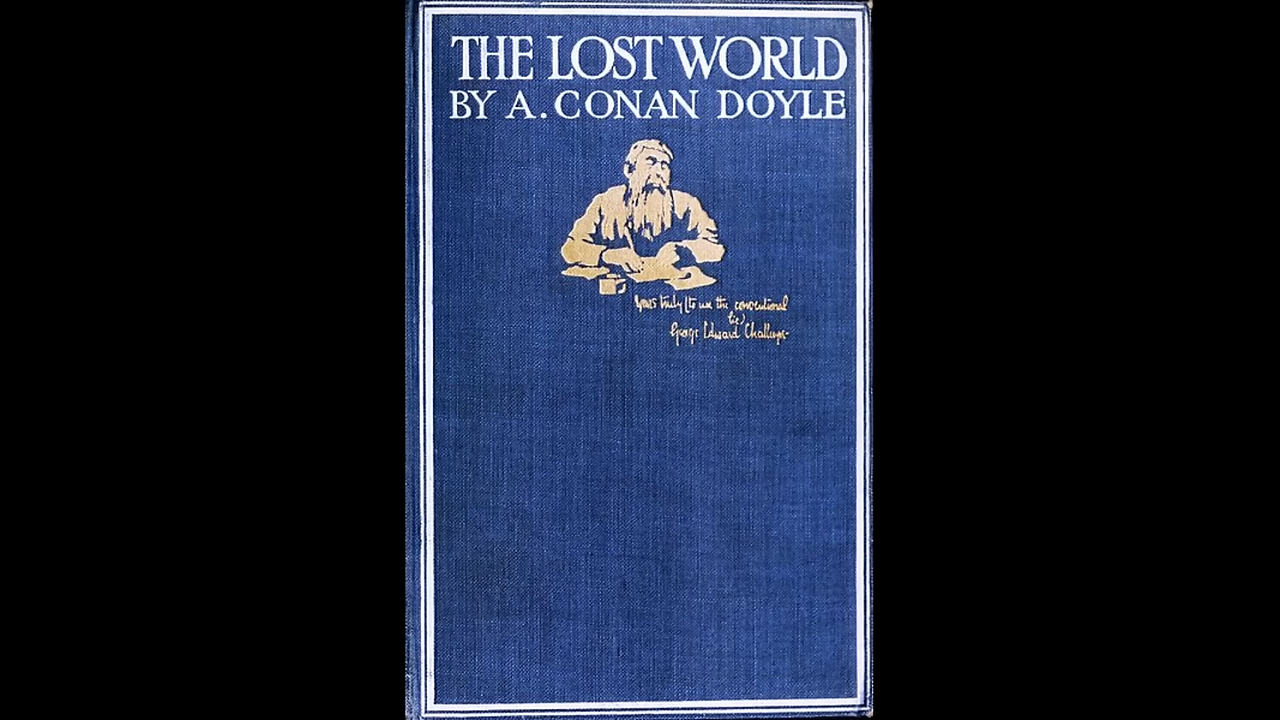 THE LOST WORLD
BY A. CONAN DOYLE
Yours truly (to use the conventional
lie)
George Edward Challenger